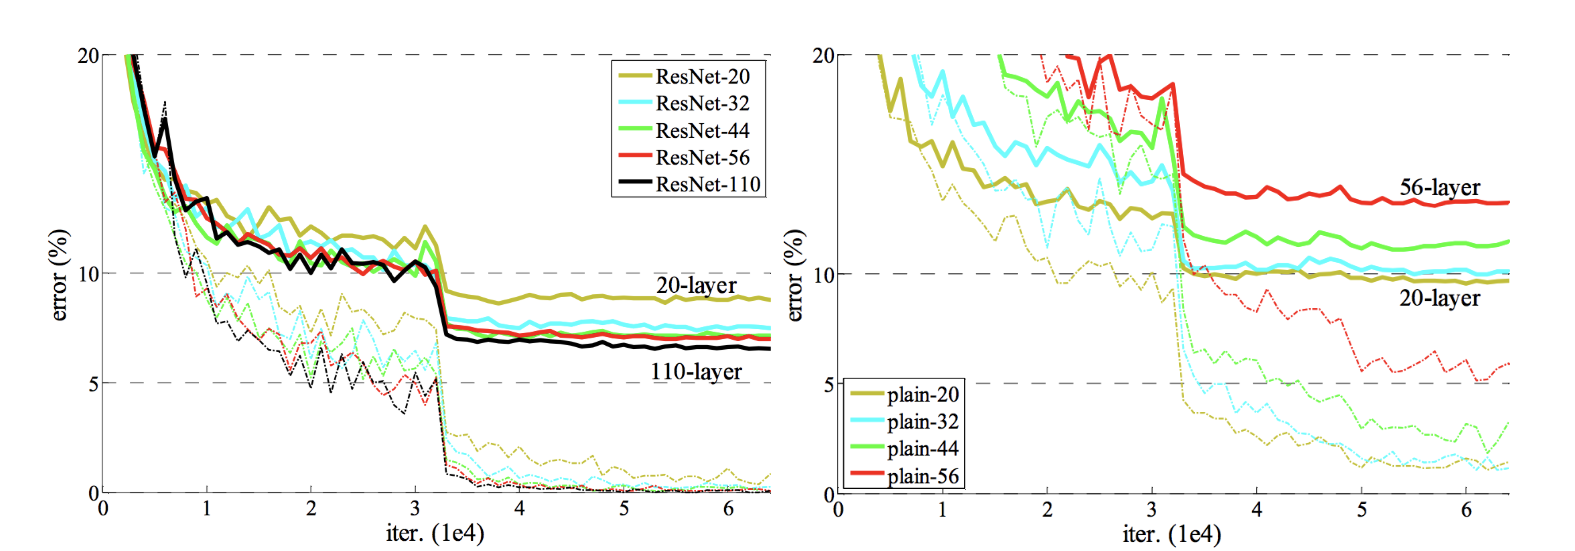 20
ResNet-20
ResNet-32
ResNet-44
ResNet-56
ResNet-110
10
error (%)
20-layer
110-layer
5
0
0 1 2 3 4 5 6
iter. (1e4)
20
56-layer
10
error (%)
20-layer
5
plain-20
plain-32
plain-44
plain-56
0
0 1 2 3 4 5 6
iter. (1e4)